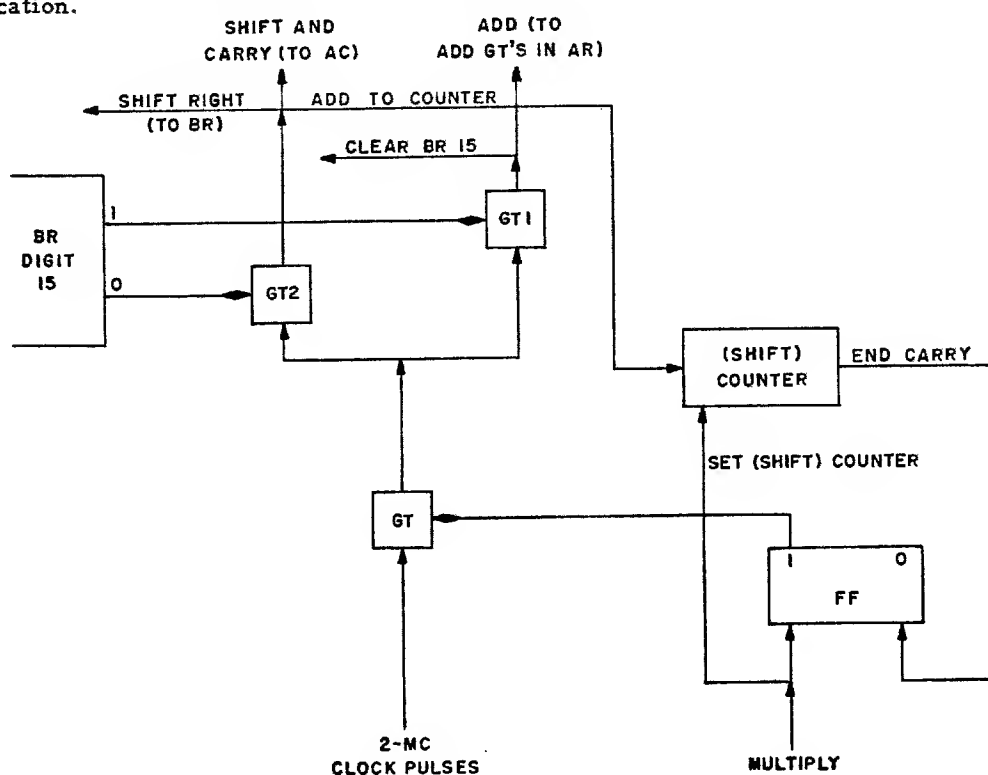 cation.
SHIFT AND
CARRY (TO AC)
ADD (TO
ADD GT'S IN AR)
SHIFT RIGHT
(TO BR)
ADD TO COUNTER
CLEAR BR 15
1
GT1
BR
DIGIT
15
0
GT2
(SHIFT)
COUNTER
END CARRY
SET (SHIFT) COUNTER
GT
1
0
FF
2-MC
CLOCK PULSES
MULTIPLY